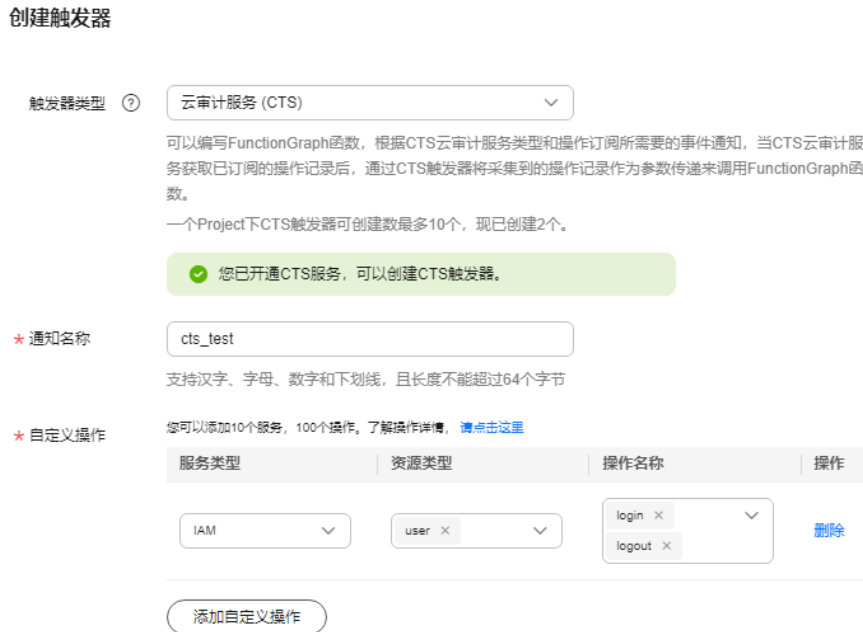 创建触发器
触发器类型 ?
云审计服务 (CTS)
可以编写FunctionGraph函数，根据CTS云审计服务类型和操作订阅所需要的事件通知，当CTS云审计服
务获取已订阅的操作记录后，通过CTS触发器将采集到的操作记录作为参数传递来调用FunctionGraph函
数。
一个Project下CTS触发器可创建数最多10个，现已创建2个。
您已开通CTS服务，可以创建CTS触发器。
* 通知名称
cts_test
支持汉字、字母、数字和下划线，且长度不能超过64个字节
* 自定义操作
您可以添加10个服务，100个操作。了解操作详情， 请点击这里
服务类型 资源类型 操作名称 操作
IAM user × login × 删除
logout ×
添加自定义操作